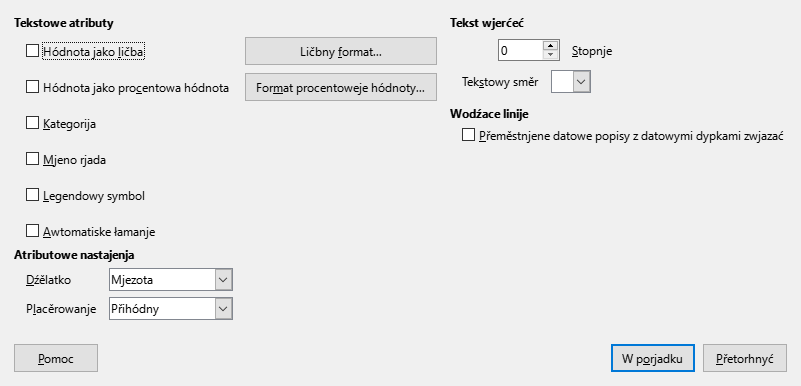 Tekstowe atributy
Hódnota jako ličba
Ličbny format...
Hódnota jako procentowa hódnota
Format procentoweje hódnoty...
Kategorija
Mjeno rjada
Legendowy symbol
Awtomatiske łamanje
Atributowe nastajenja
Dźělatko
Mjezota
Placěrowanje
Přihódny
Tekst wjerćeć
0
Stopnje
Tekstowy směr
Wodźace linije
Přeměstnjene datowe popisy z datowymi dypkami zwjazać
Pomoc
W porjadku
Přetorhnyć